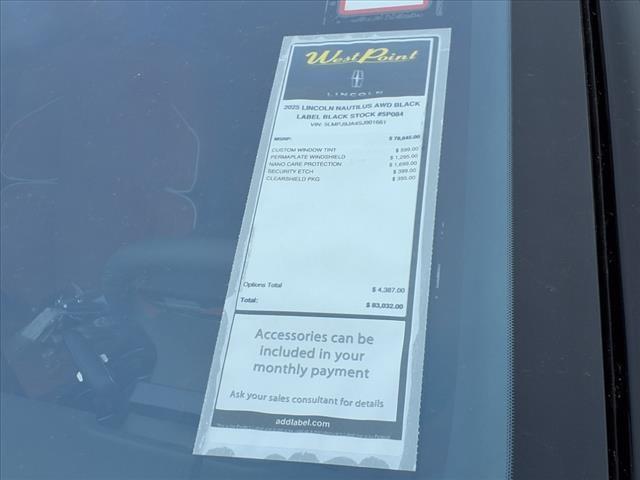 West Point
LINCOLN
2025 LINCOLN NAUTILUS AWD BLACK
LABEL BLACK STOCK #SP084
MSRP: $ 78,645.00
CUSTOM WINDOW TINT $ 599.00
PERMAPLATE WINDSHIELD $ 1,295.00
NANO CARE PROTECTION $ 1,699.00
SECURITY ETCH $ 399.00
CLEARSHIELD PKG $ 395.00
Options Total $ 4,387.00
Total: $ 83,032.00
Accessories can be
included in your
monthly payment
Ask your sales consultant for details
addlabel.com